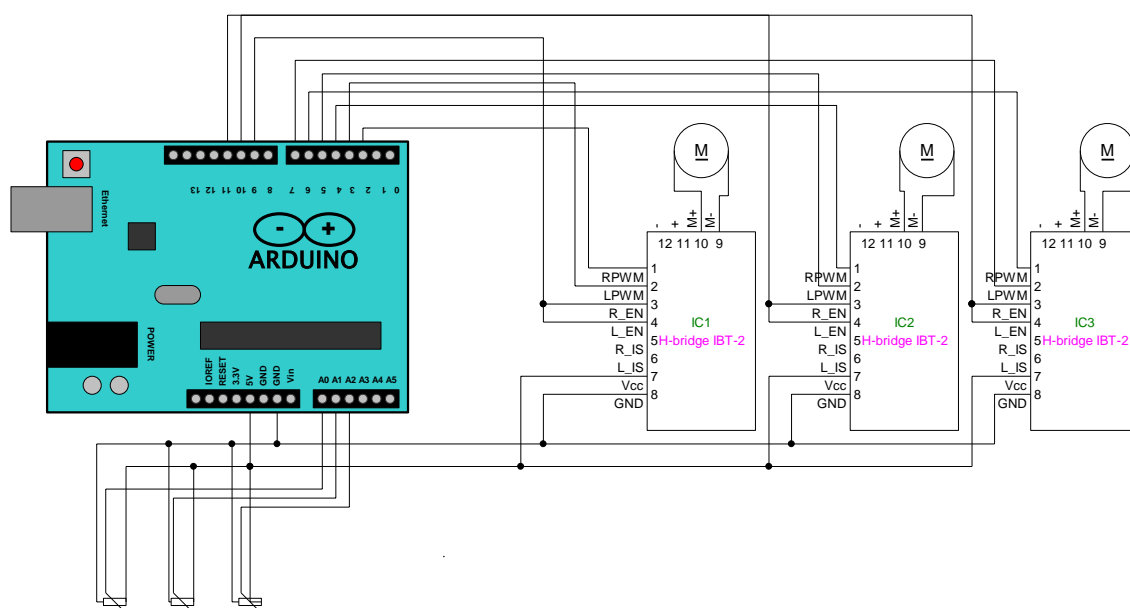 13 12 11 10 9 8 7 6 5 4 3 2 1 0
Ethernet
- +
ARDUINO
POWER
IOREF RESET 3.3V 5V GND GND Vin A0 A1 A2 A3 A4 A5
M
- + M+ M-
12 11 10 9
RPWM 1
LPWM 2
R_EN 3
L_EN 4
R_IS 5
L_IS 6
Vcc 7
GND 8
IC1
H-bridge IBT-2
M
- + M+ M-
12 11 10 9
RPWM 1
LPWM 2
R_EN 3
L_EN 4
R_IS 5
L_IS 6
Vcc 7
GND 8
IC2
H-bridge IBT-2
M
- + M+ M-
12 11 10 9
RPWM 1
LPWM 2
R_EN 3
L_EN 4
R_IS 5
L_IS 6
Vcc 7
GND 8
IC3
H-bridge IBT-2